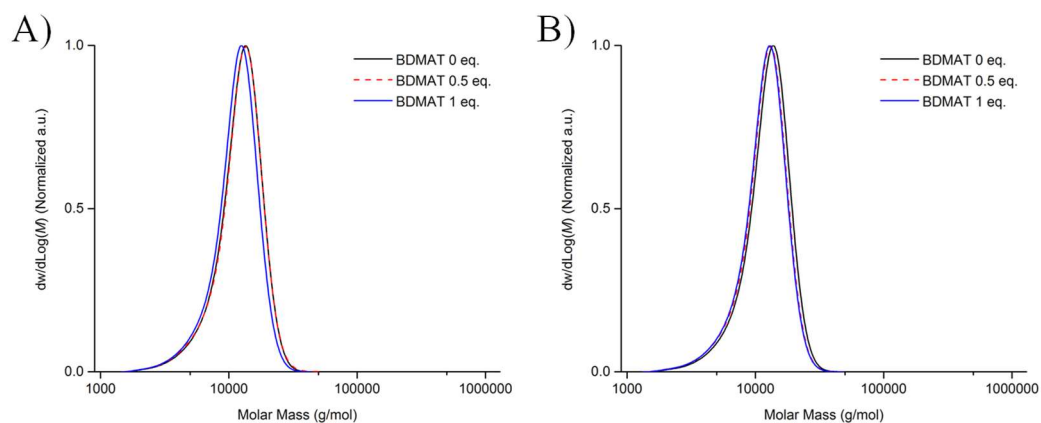 A)
1.0
0.5
0.0
dw/dLog(M) (Normalized a.u.)
BDMAT 0 eq.
BDMAT 0.5 eq.
BDMAT 1 eq.
1000
10000
100000
1000000
Molar Mass (g/mol)
B)
1.0
0.5
0.0
dw/dLog(M) (Normalized a.u.)
BDMAT 0 eq.
BDMAT 0.5 eq.
BDMAT 1 eq.
1000
10000
100000
1000000
Molar Mass (g/mol)